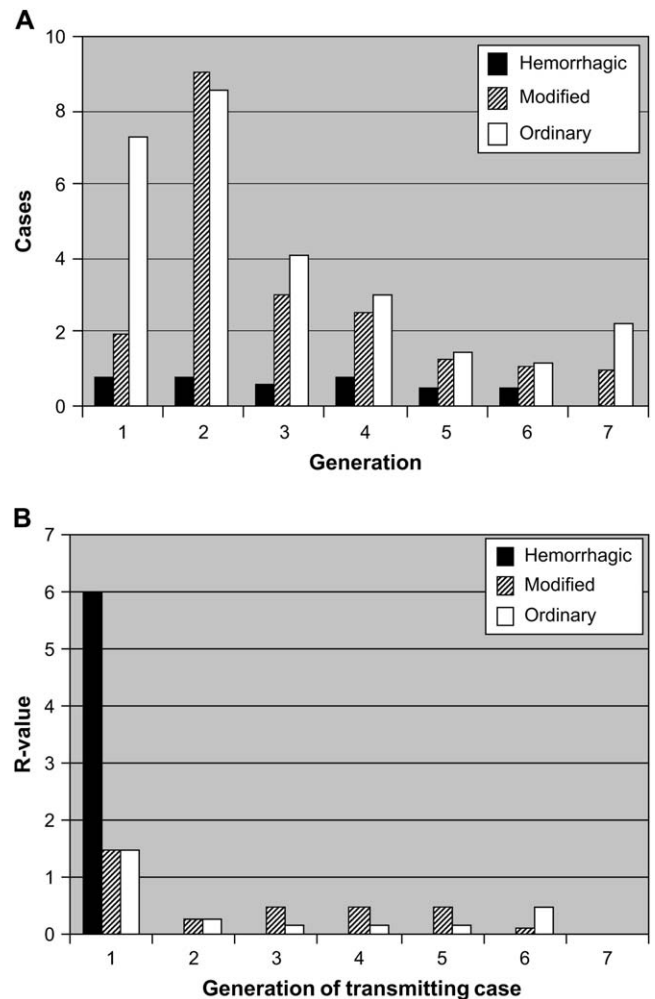 A
10
8
6
4
2
0
Cases
Hemorrhagic
Modified
Ordinary
1 2 3 4 5 6 7
Generation
B
7
6
5
4
3
2
1
0
R-value
Hemorrhagic
Modified
Ordinary
1 2 3 4 5 6 7
Generation of transmitting case